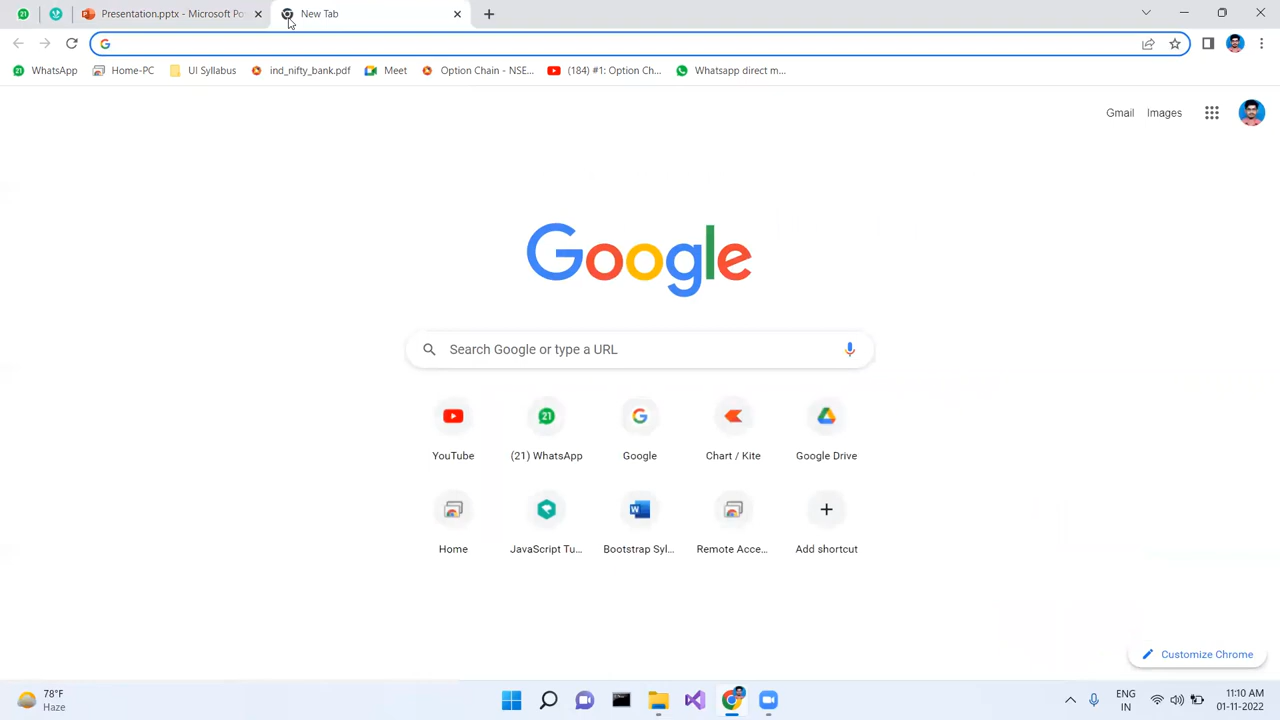 21
Presentation.pptx - Microsoft Po
New Tab
WhatsApp
Home-PC
UI Syllabus
ind_nifty_bank.pdf
Meet
Option Chain - NSE...
(184) #1: Option Ch...
Whatsapp direct m...
Gmail
Images
Google
Search Google or type a URL
21
YouTube
(21) WhatsApp
Google
Chart / Kite
Google Drive
Home
JavaScript Tu...
Bootstrap Syl...
Remote Acce...
Add shortcut
Customize Chrome
78°F
Haze
ENG
IN
11:10 AM
01-11-2022